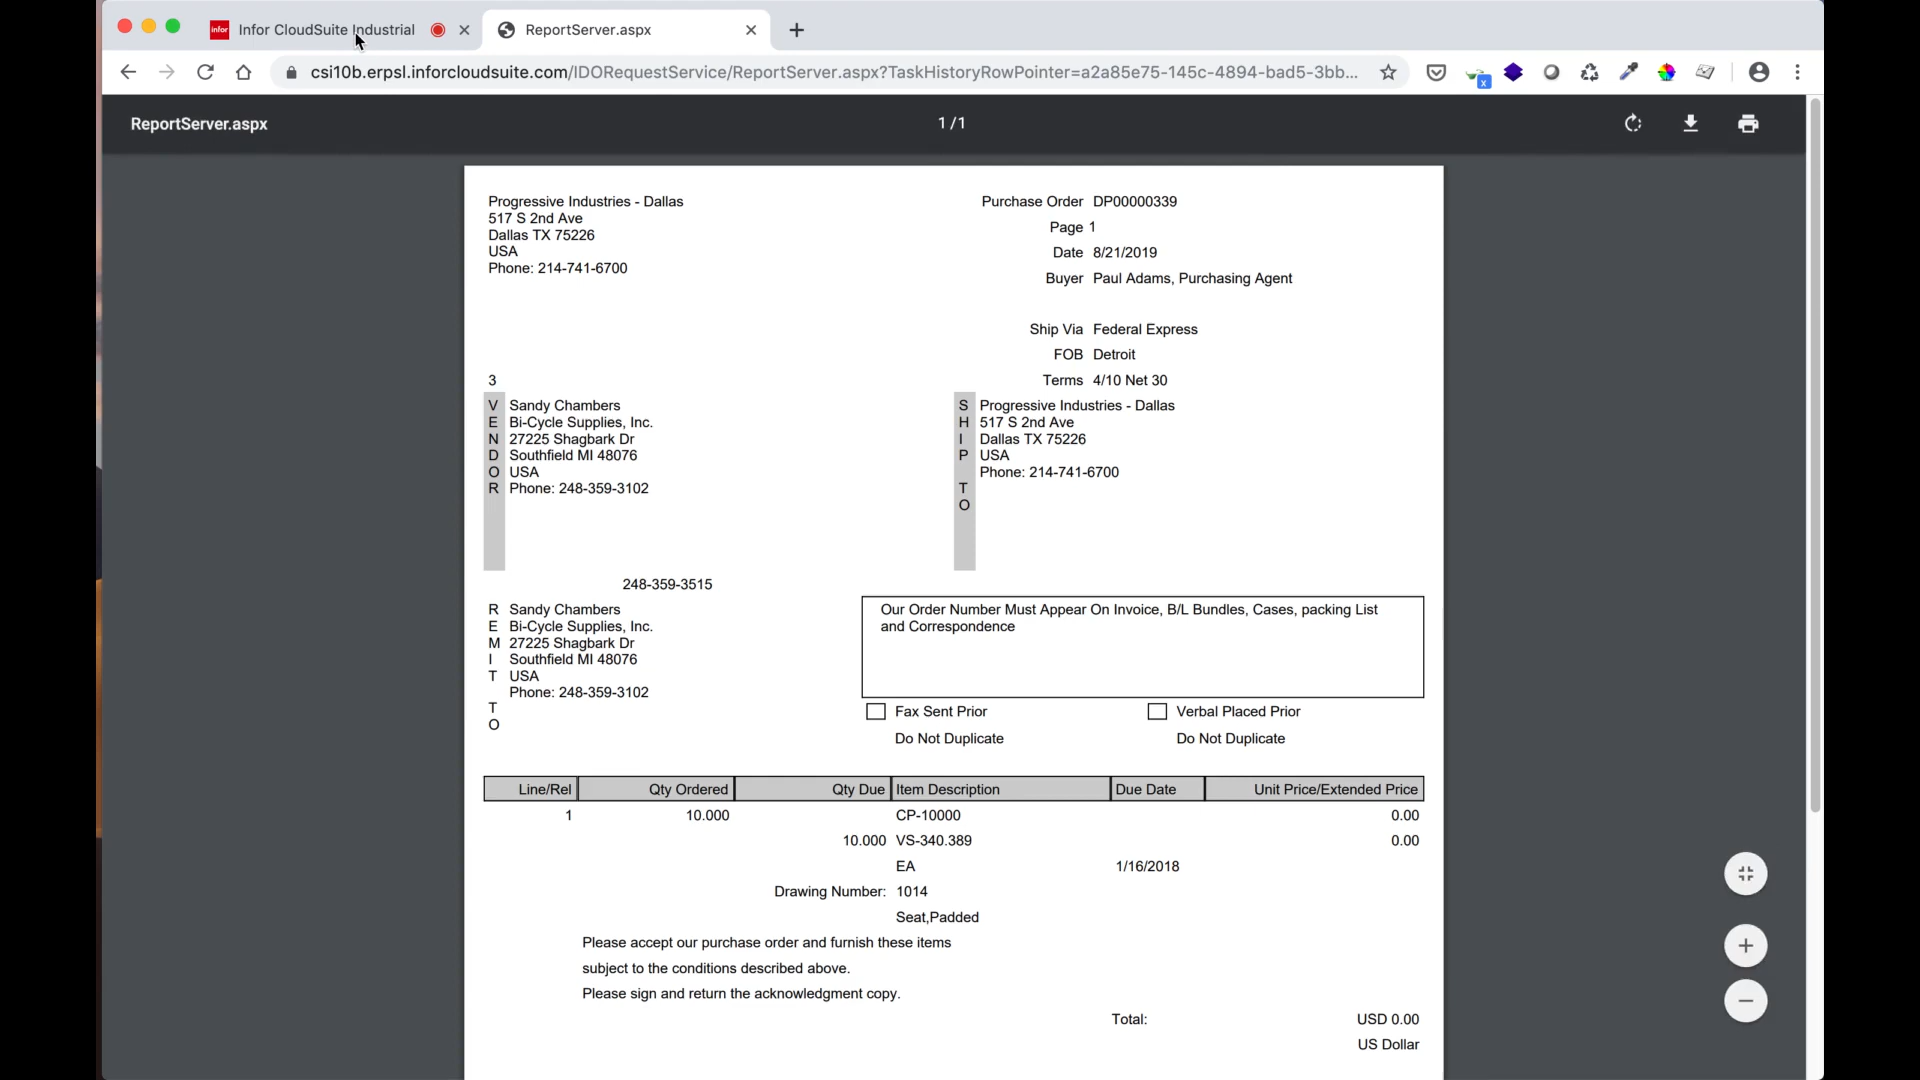 Infor CloudSuite Industrial
ReportServer.aspx
csi10b.erpsl.inforcloudsuite.com/IDORequestService/ReportServer.aspx?TaskHistoryRowPointer=a2a85e75-145c-4894-bad5-3bb...
ReportServer.aspx
1 / 1
Progressive Industries - Dallas
517 S 2nd Ave
Dallas TX 75226
USA
Phone: 214-741-6700
Purchase Order DP00000339
Page 1
Date 8/21/2019
Buyer Paul Adams, Purchasing Agent
Ship Via Federal Express
FOB Detroit
Terms 4/10 Net 30
3
VENDOR
Sandy Chambers
Bi-Cycle Supplies, Inc.
27225 Shagbark Dr
Southfield MI 48076
USA
Phone: 248-359-3102
SHIP TO
Progressive Industries - Dallas
517 S 2nd Ave
Dallas TX 75226
USA
Phone: 214-741-6700
248-359-3515
REMIT TO
Sandy Chambers
Bi-Cycle Supplies, Inc.
27225 Shagbark Dr
Southfield MI 48076
USA
Phone: 248-359-3102
Our Order Number Must Appear On Invoice, B/L Bundles, Cases, packing List
and Correspondence
Fax Sent Prior
Do Not Duplicate
Verbal Placed Prior
Do Not Duplicate
Line/Rel Qty Ordered Qty Due Item Description Due Date Unit Price/Extended Price
1 10.000 CP-10000 0.00
10.000 VS-340.389 0.00
EA 1/16/2018
Drawing Number: 1014
Seat,Padded
Please accept our purchase order and furnish these items
subject to the conditions described above.
Please sign and return the acknowledgment copy.
Total: USD 0.00
US Dollar